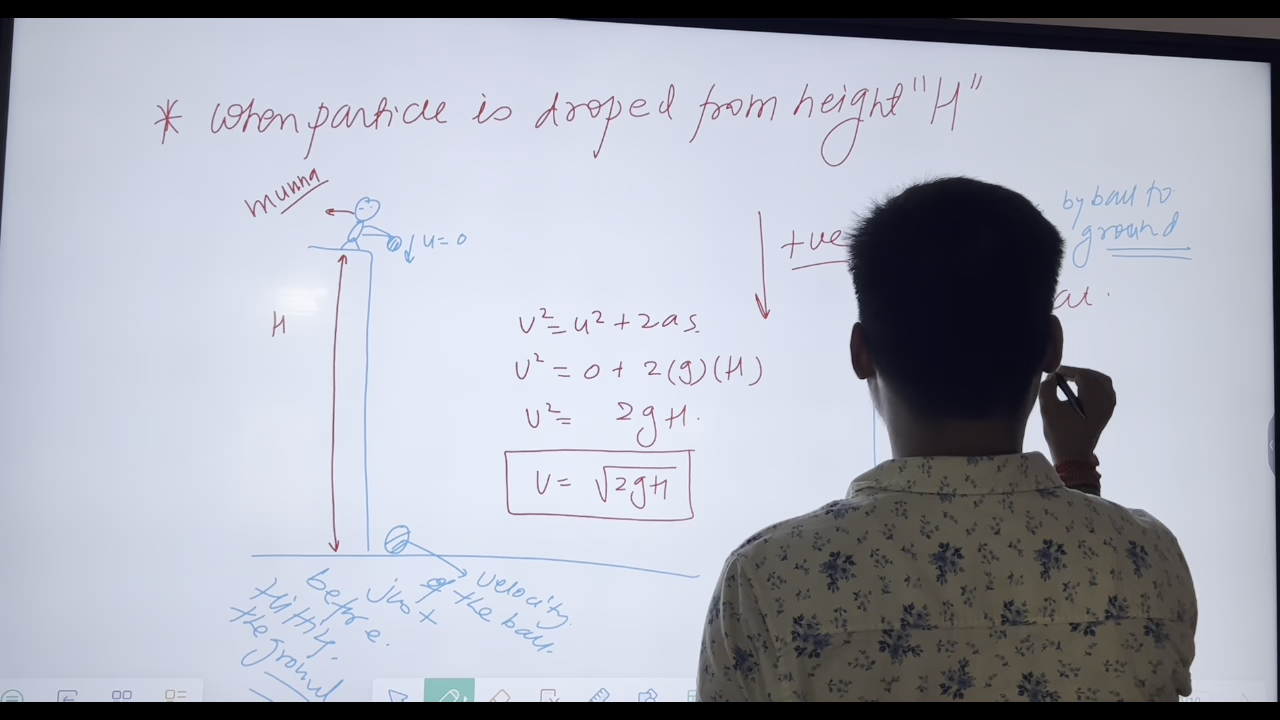 * when particle is droped from height "H"
munna
u=0
H
v²=u²+2as
v² = 0 + 2(g)(H)
v²= 2gH.
v= √2gH
velocity
of the ball.
just
before
hitting
the ground
+ve
by ball to
ground